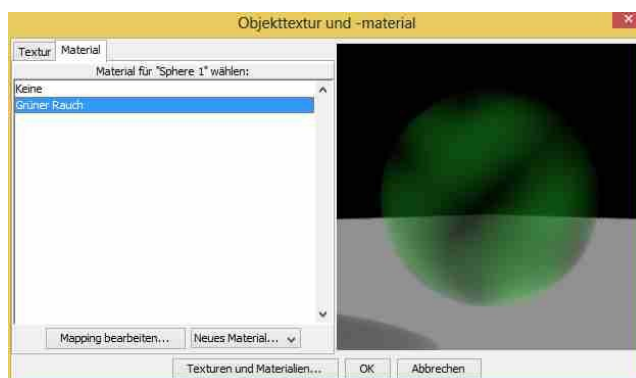 Objekttextur und -material
Textur Material
Material für "Sphere 1" wählen:
Keine
Grüner Rauch
Mapping bearbeiten... Neues Material...
Texturen und Materialien... OK Abbrechen